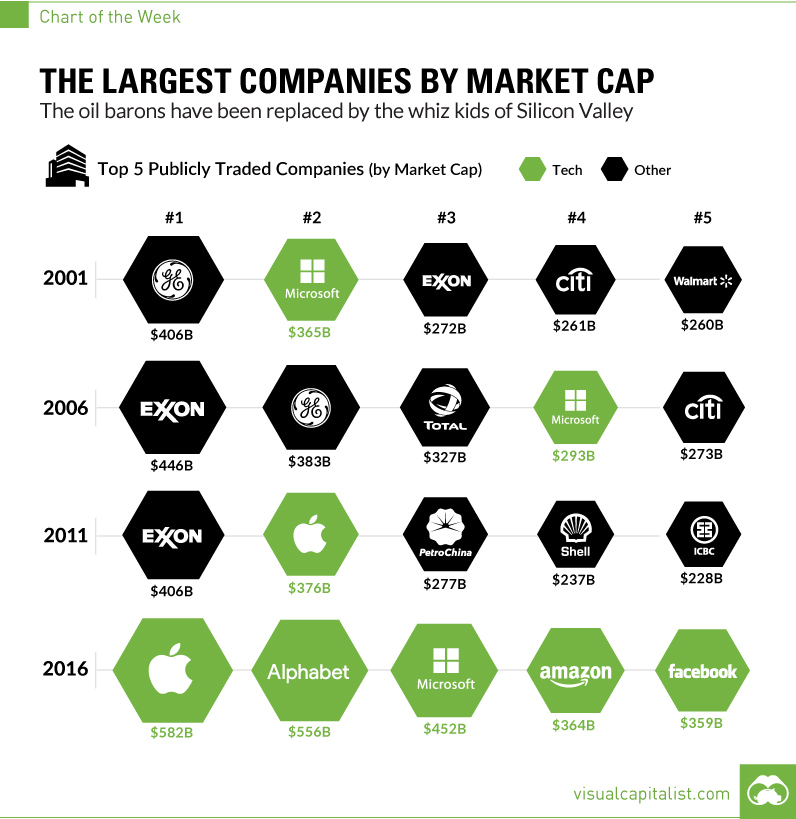 Chart of the Week
THE LARGEST COMPANIES BY MARKET CAP
The oil barons have been replaced by the whiz kids of Silicon Valley
Top 5 Publicly Traded Companies (by Market Cap) Tech Other
#1 #2 #3 #4 #5
2001 GE Microsoft EXXON citi Walmart
$406B $365B $272B $261B $260B
2006 EXXON GE TOTAL Microsoft citi
$446B $383B $327B $293B $273B
2011 EXXON PetroChina Shell ICBC
$406B $376B $277B $237B $228B
2016 Alphabet Microsoft amazon facebook
$582B $556B $452B $364B $359B
visualcapitalist.com